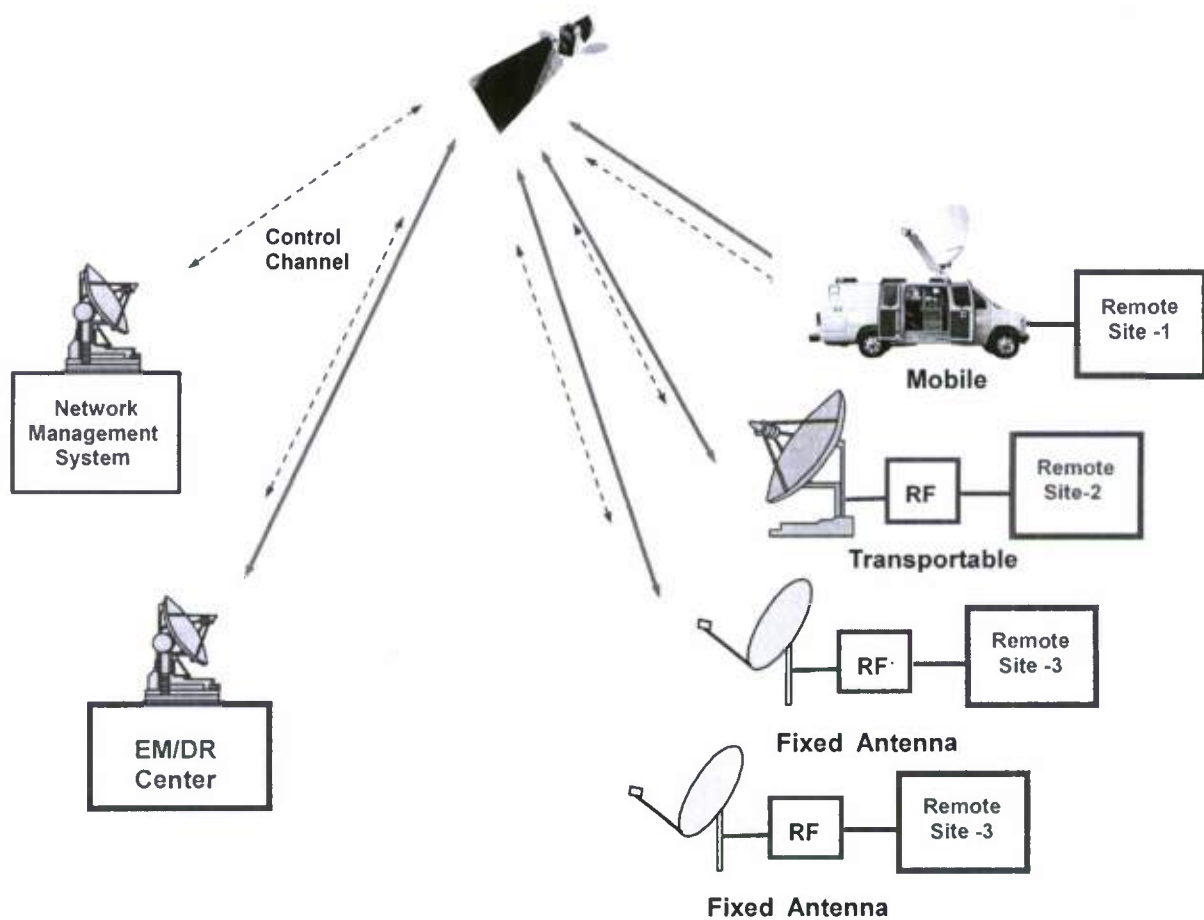 Control
Channel
Network
Management
System
EM/DR
Center
Remote
Site -1
Mobile
RF
Remote
Site-2
Transportable
RF
Remote
Site -3
Fixed Antenna
RF
Remote
Site -3
Fixed Antenna